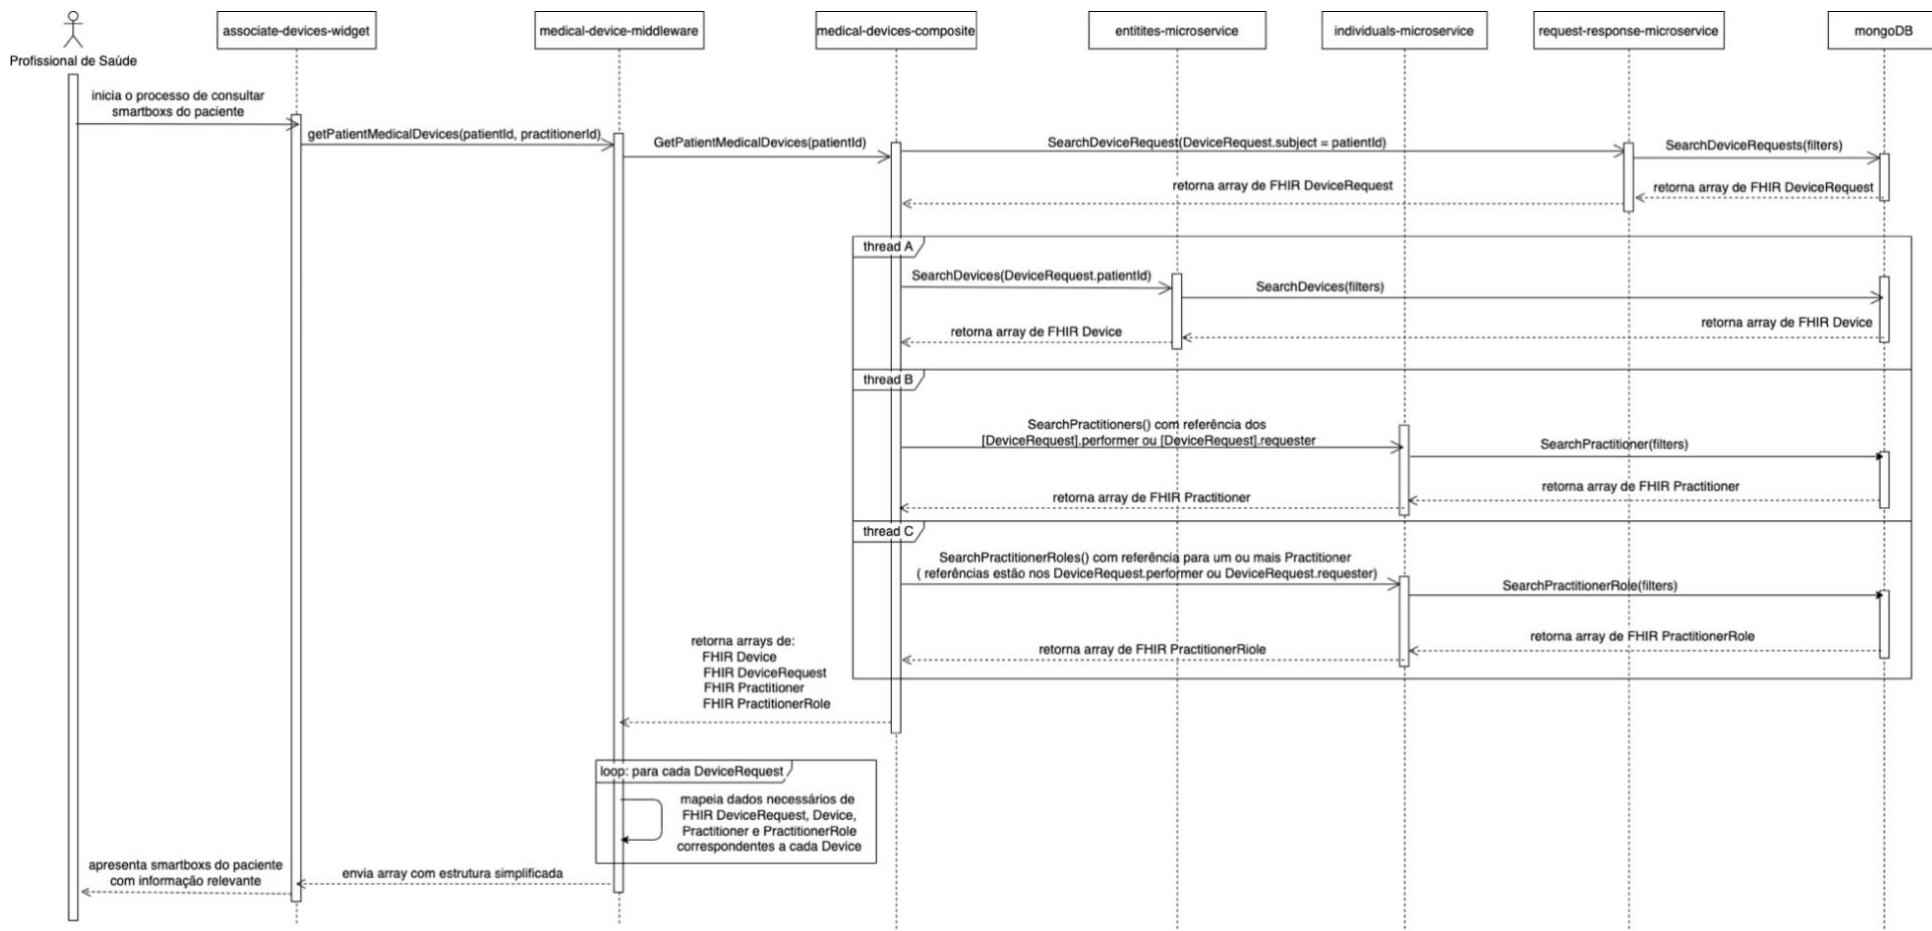 associate-devices-widget
medical-device-middleware
medical-devices-composite
entitites-microservice
individuals-microservice
request-response-microservice
mongoDB
Profissional de Saúde
inicia o processo de consultar
smartboxs do paciente
getPatientMedicalDevices(patientId, practitionerId)
GetPatientMedicalDevices(patientId)
SearchDeviceRequest(DeviceRequest.subject = patientId)
SearchDeviceRequests(filters)
retorna array de FHIR DeviceRequest
retorna array de FHIR DeviceRequest
thread A
SearchDevices(DeviceRequest.patientId)
SearchDevices(filters)
retorna array de FHIR Device
retorna array de FHIR Device
thread B
SearchPractitioners() com referência dos
[DeviceRequest].performer ou [DeviceRequest].requester
SearchPractitioner(filters)
retorna array de FHIR Practitioner
retorna array de FHIR Practitioner
thread C
SearchPractitionerRoles() com referência para um ou mais Practitioner
( referências estão nos DeviceRequest.performer ou DeviceRequest.requester)
SearchPractitionerRole(filters)
retorna array de FHIR PractitionerRole
retorna array de FHIR PractitionerRiole
retorna arrays de:
FHIR Device
FHIR DeviceRequest
FHIR Practitioner
FHIR PractitionerRole
loop: para cada DeviceRequest
mapeia dados necessários de
FHIR DeviceRequest, Device,
Practitioner e PractitionerRole
correspondentes a cada Device
envia array com estrutura simplificada
apresenta smartboxs do paciente
com informação relevante